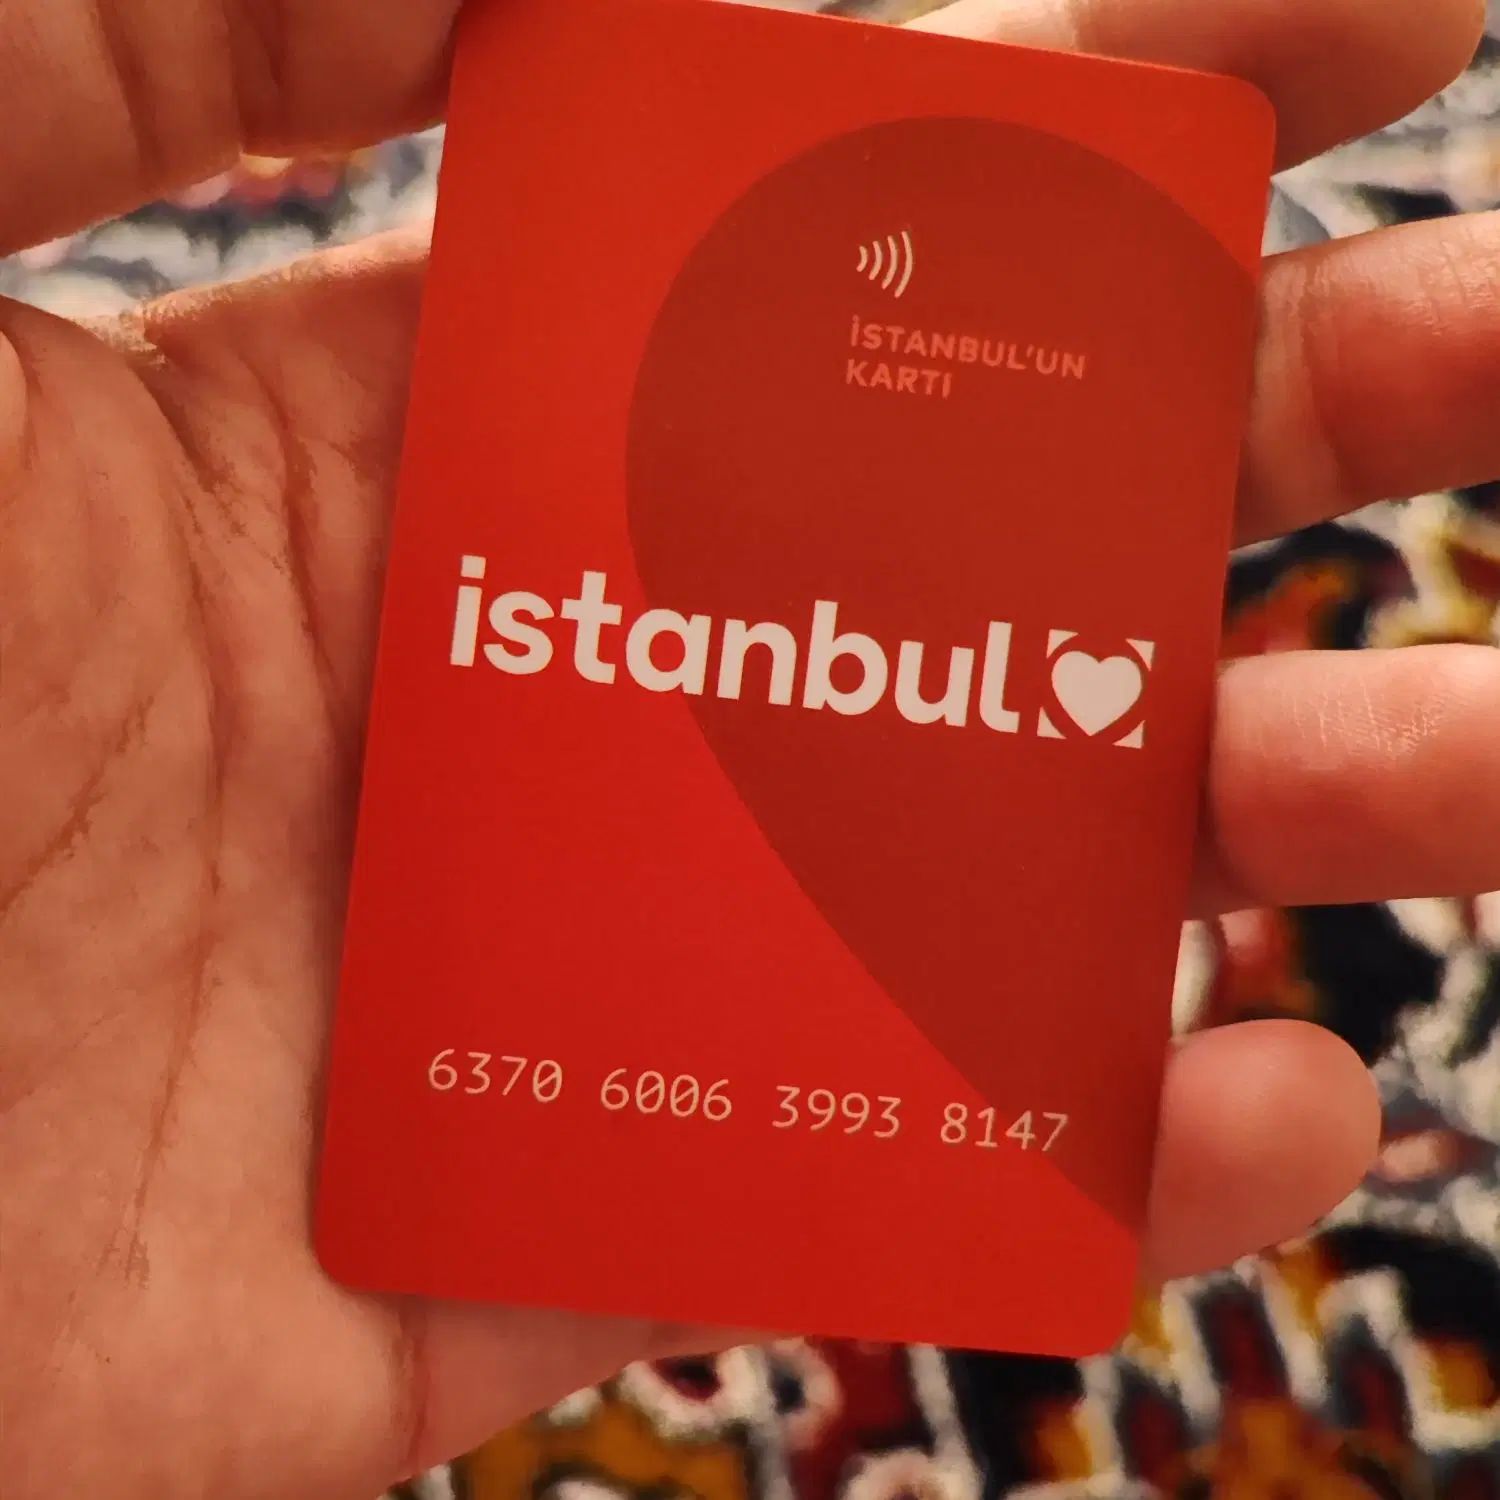 İSTANBUL'UN
KARTI
istanbul
6370 6006 3993 8147